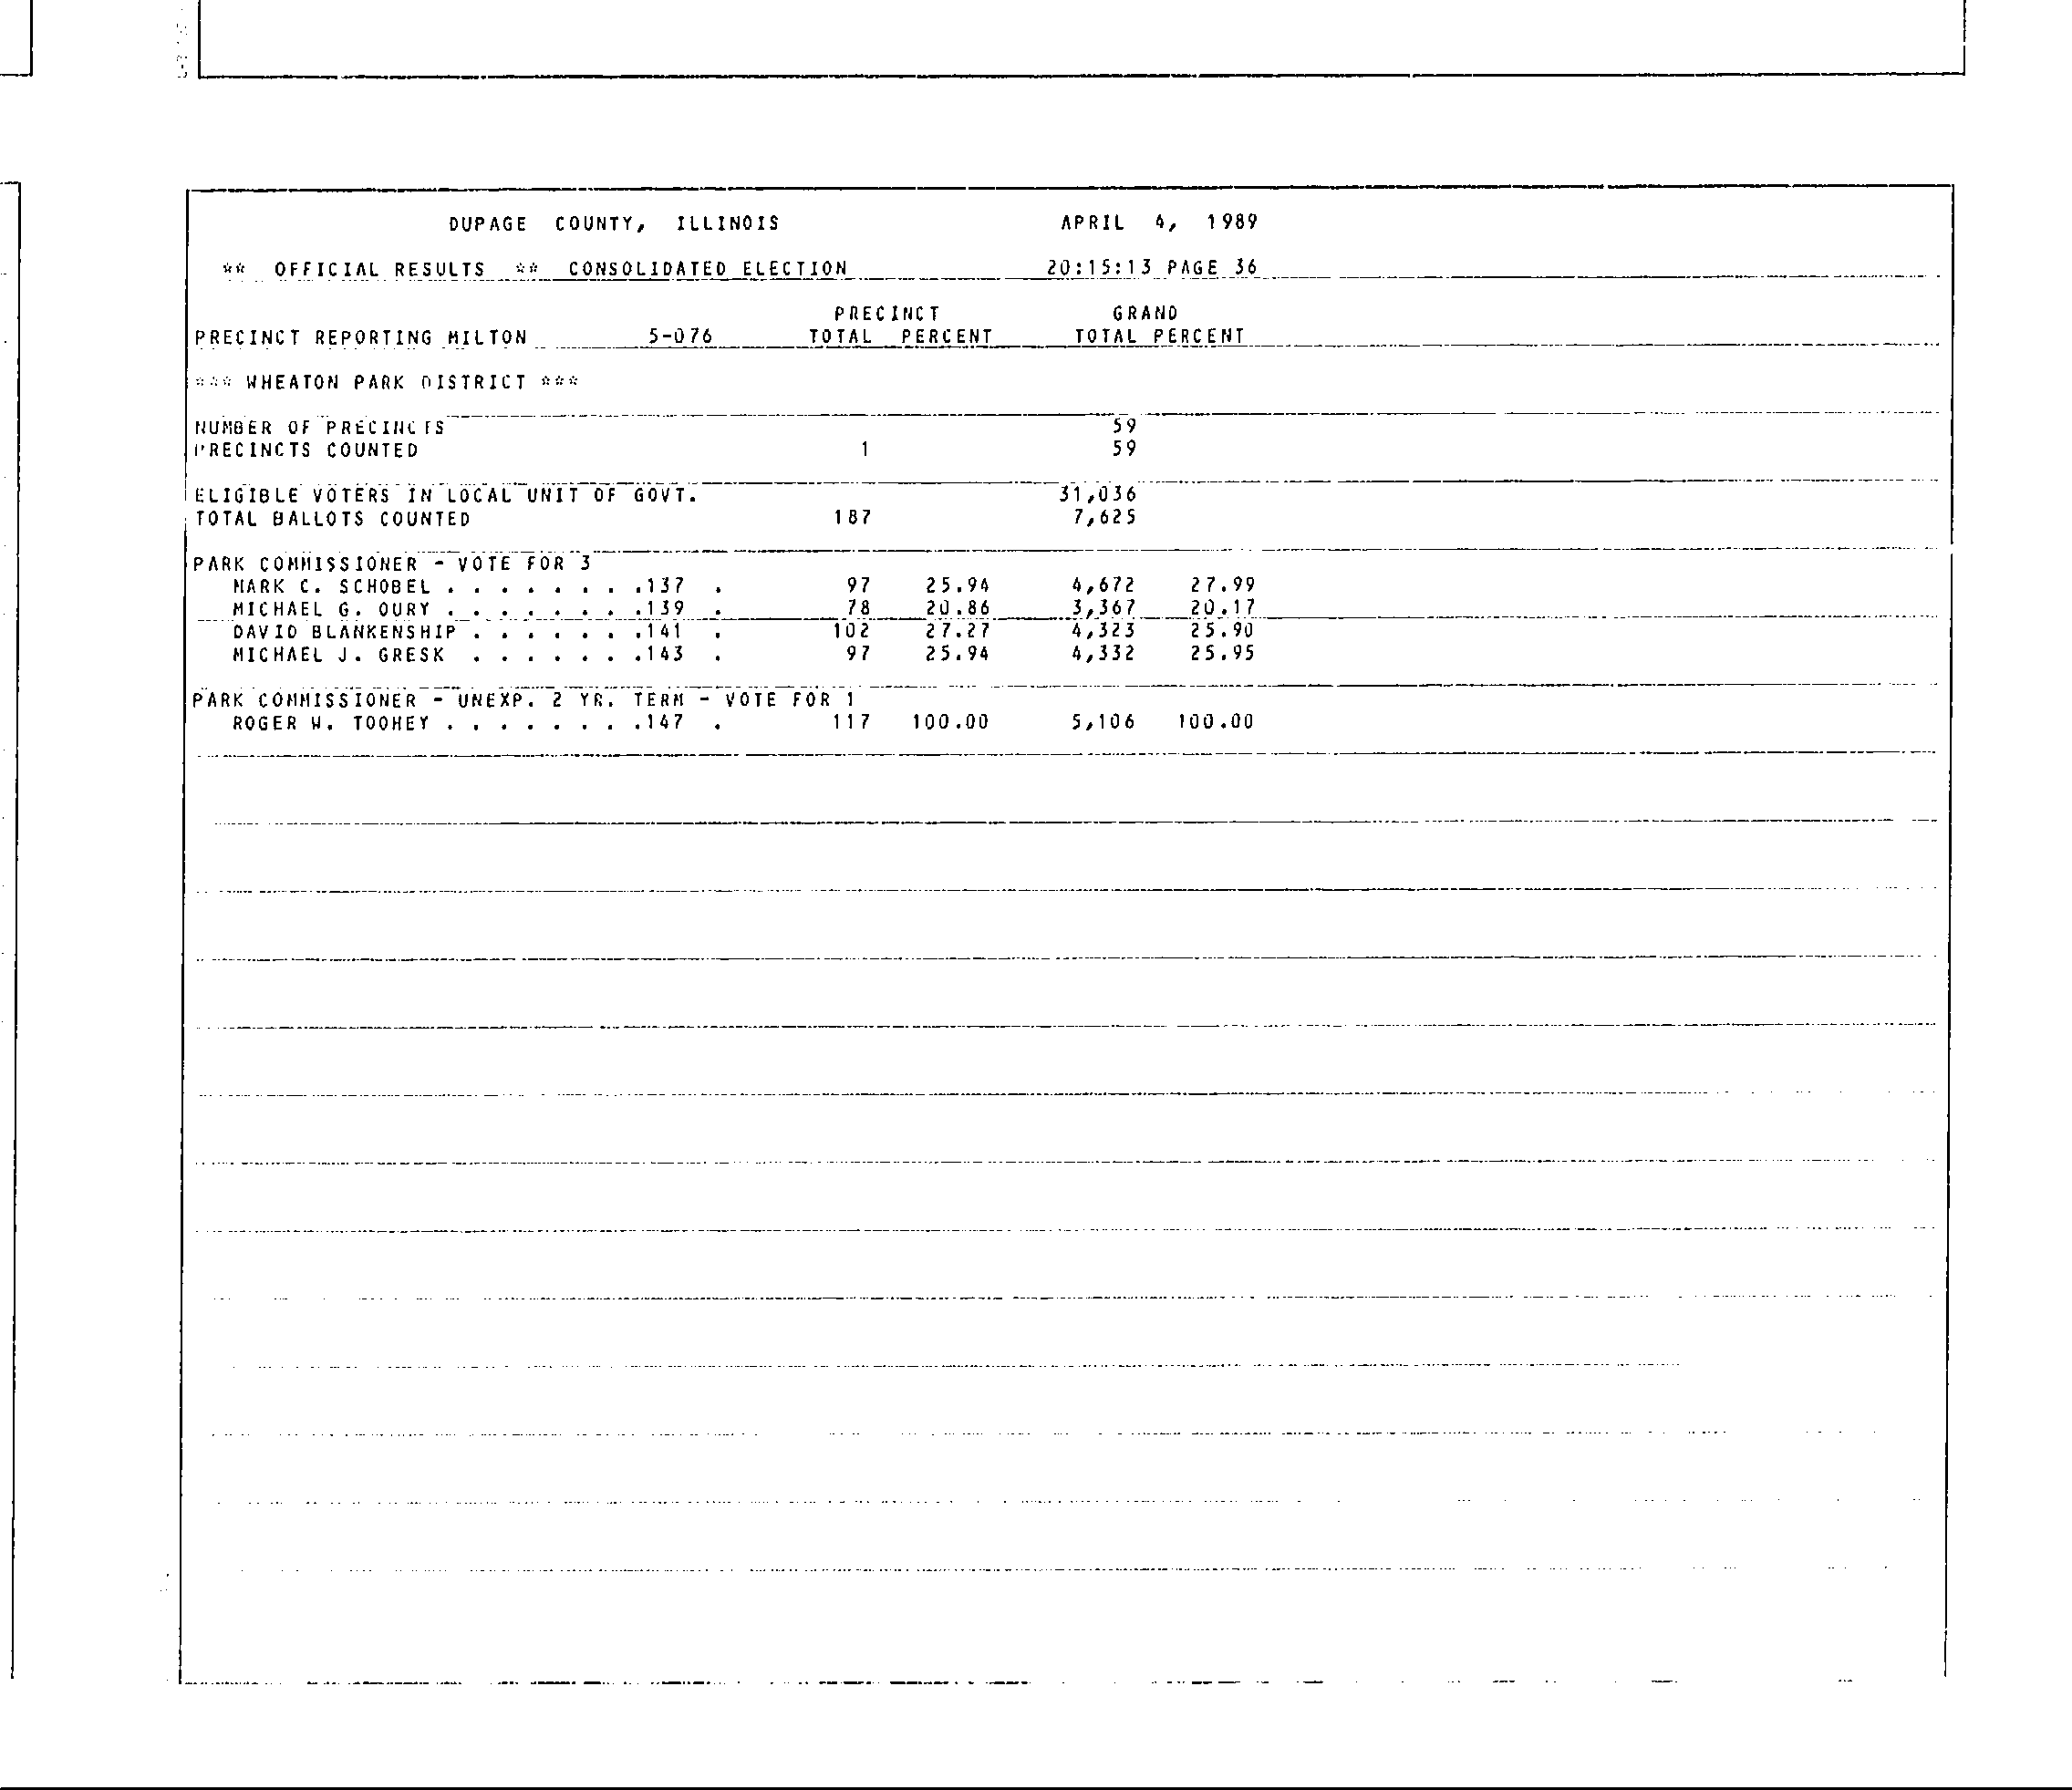 DUPAGE COUNTY, ILLINOIS APRIL 4, 1989
** OFFICIAL RESULTS ** CONSOLIDATED ELECTION 20:15:13 PAGE 36
PRECINCT GRAND
PRECINCT REPORTING MILTON 5-076 TOTAL PERCENT TOTAL PERCENT
*** WHEATON PARK DISTRICT ***
NUMBER OF PRECINCTS 59
PRECINCTS COUNTED 1 59
ELIGIBLE VOTERS IN LOCAL UNIT OF GOVT. 31,036
TOTAL BALLOTS COUNTED 187 7,625
PARK COMMISSIONER - VOTE FOR 3
MARK C. SCHOBEL . . . . . . . .137 . 97 25.94 4,672 27.99
MICHAEL G. OURY . . . . . . . .139 . 78 20.86 3,367 20.17
DAVID BLANKENSHIP . . . . . . .141 . 102 27.27 4,323 25.90
MICHAEL J. GRESK . . . . . . .143 . 97 25.94 4,332 25.95
PARK COMMISSIONER - UNEXP. 2 YR. TERM - VOTE FOR 1
ROGER W. TOOHEY . . . . . . . .147 . 117 100.00 5,106 100.00